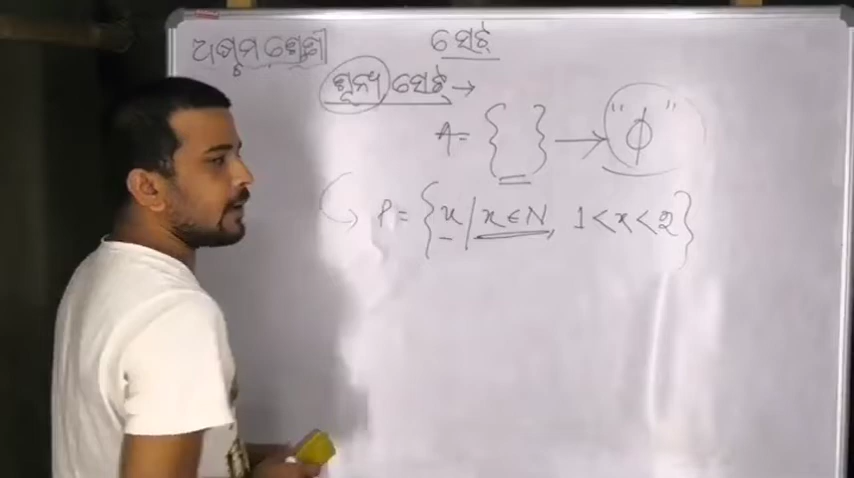 ଅଷ୍ଟମ ଶ୍ରେଣୀ
ସେଟ୍
ଶୂନ୍ୟ ସେଟ୍ →
A = { } → "ϕ"
P = {x | x ∈ N, 1 < x < 2}